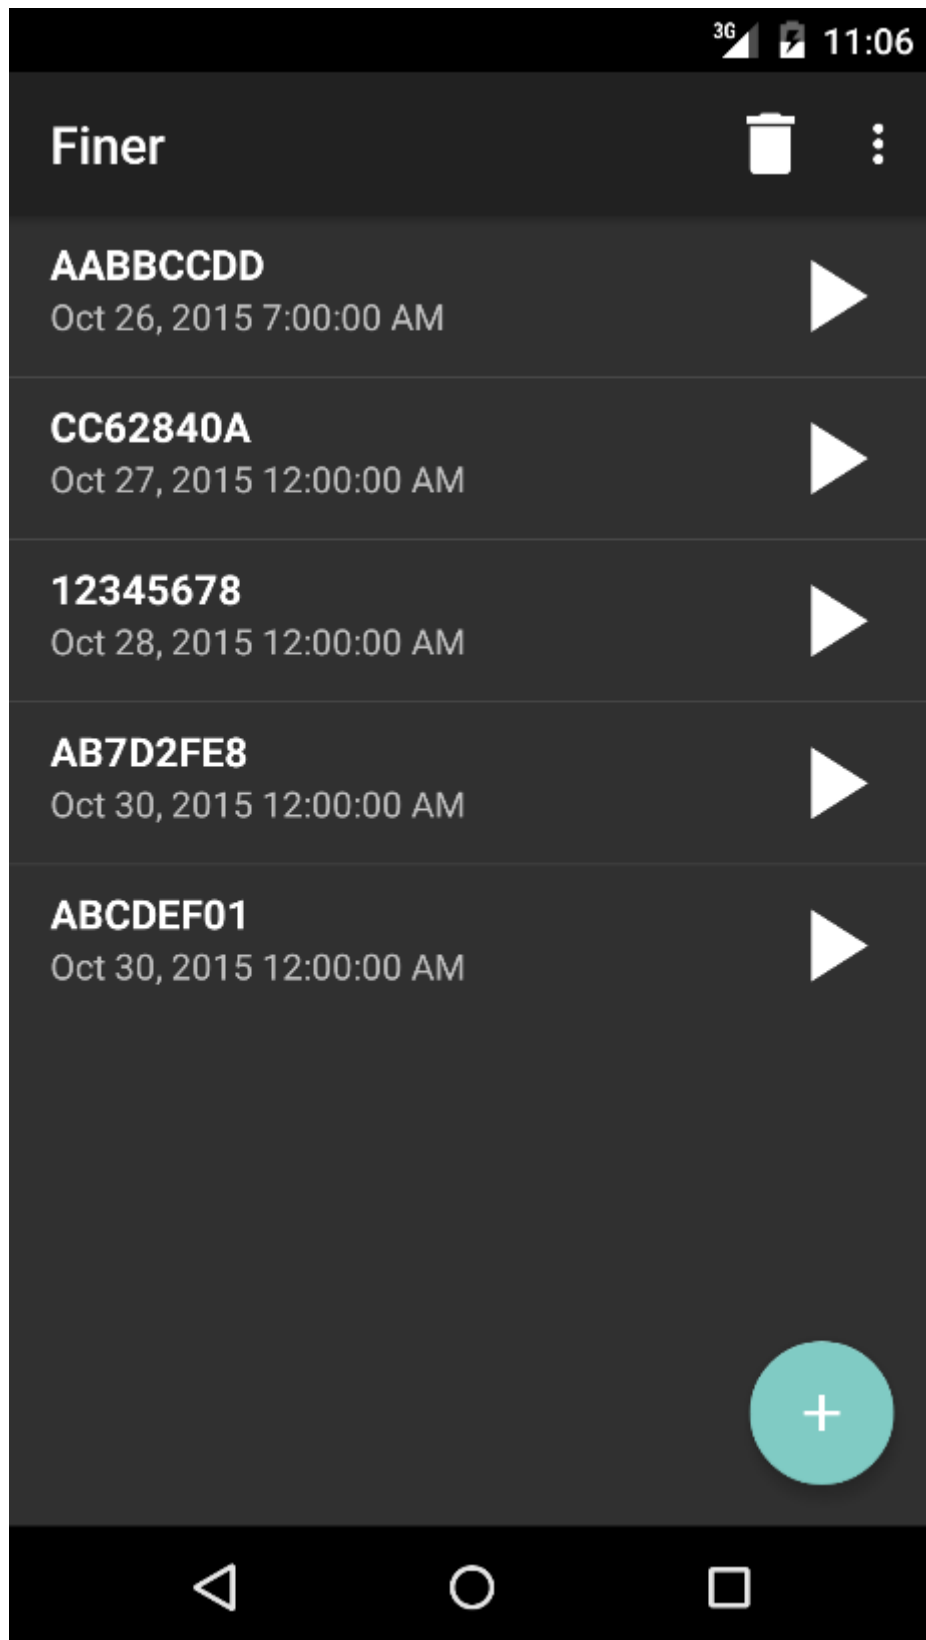 3G 11:06
Finer
AABBCCDD
Oct 26, 2015 7:00:00 AM
CC62840A
Oct 27, 2015 12:00:00 AM
12345678
Oct 28, 2015 12:00:00 AM
AB7D2FE8
Oct 30, 2015 12:00:00 AM
ABCDEF01
Oct 30, 2015 12:00:00 AM
+